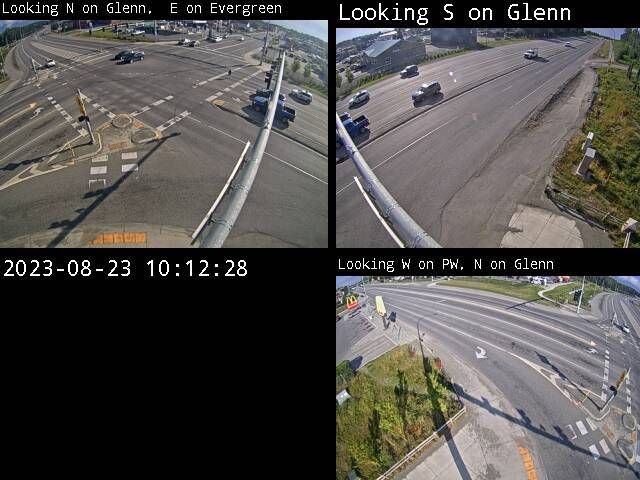 Looking N on Glenn, E on Evergreen
Looking S on Glenn
2023-08-23 10:12:28
Looking W on PW, N on Glenn